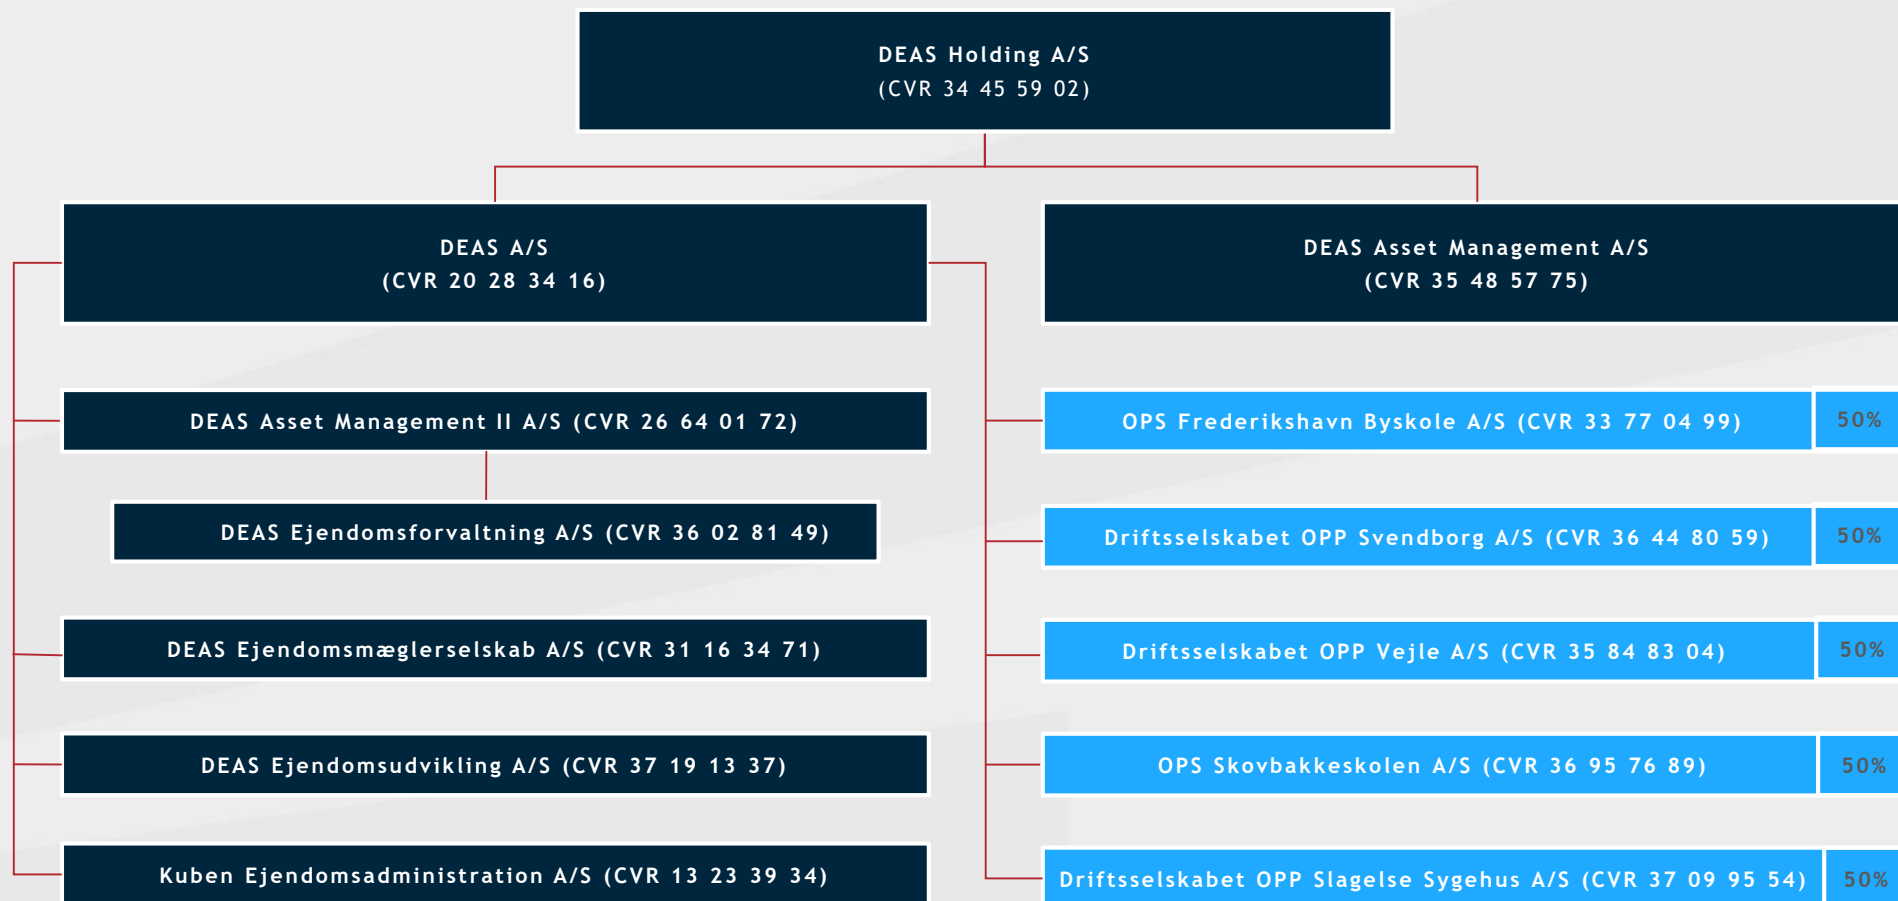 DEAS Holding A/S
(CVR 34 45 59 02)
DEAS A/S
(CVR 20 28 34 16)
DEAS Asset Management A/S
(CVR 35 48 57 75)
DEAS Asset Management II A/S (CVR 26 64 01 72)
DEAS Ejendomsforvaltning A/S (CVR 36 02 81 49)
DEAS Ejendomsmæglerselskab A/S (CVR 31 16 34 71)
DEAS Ejendomsudvikling A/S (CVR 37 19 13 37)
Kuben Ejendomsadministration A/S (CVR 13 23 39 34)
OPS Frederikshavn Byskole A/S (CVR 33 77 04 99) 50%
Driftsselskabet OPP Svendborg A/S (CVR 36 44 80 59) 50%
Driftsselskabet OPP Vejle A/S (CVR 35 84 83 04) 50%
OPS Skovbakkeskolen A/S (CVR 36 95 76 89) 50%
Driftsselskabet OPP Slagelse Sygehus A/S (CVR 37 09 95 54) 50%